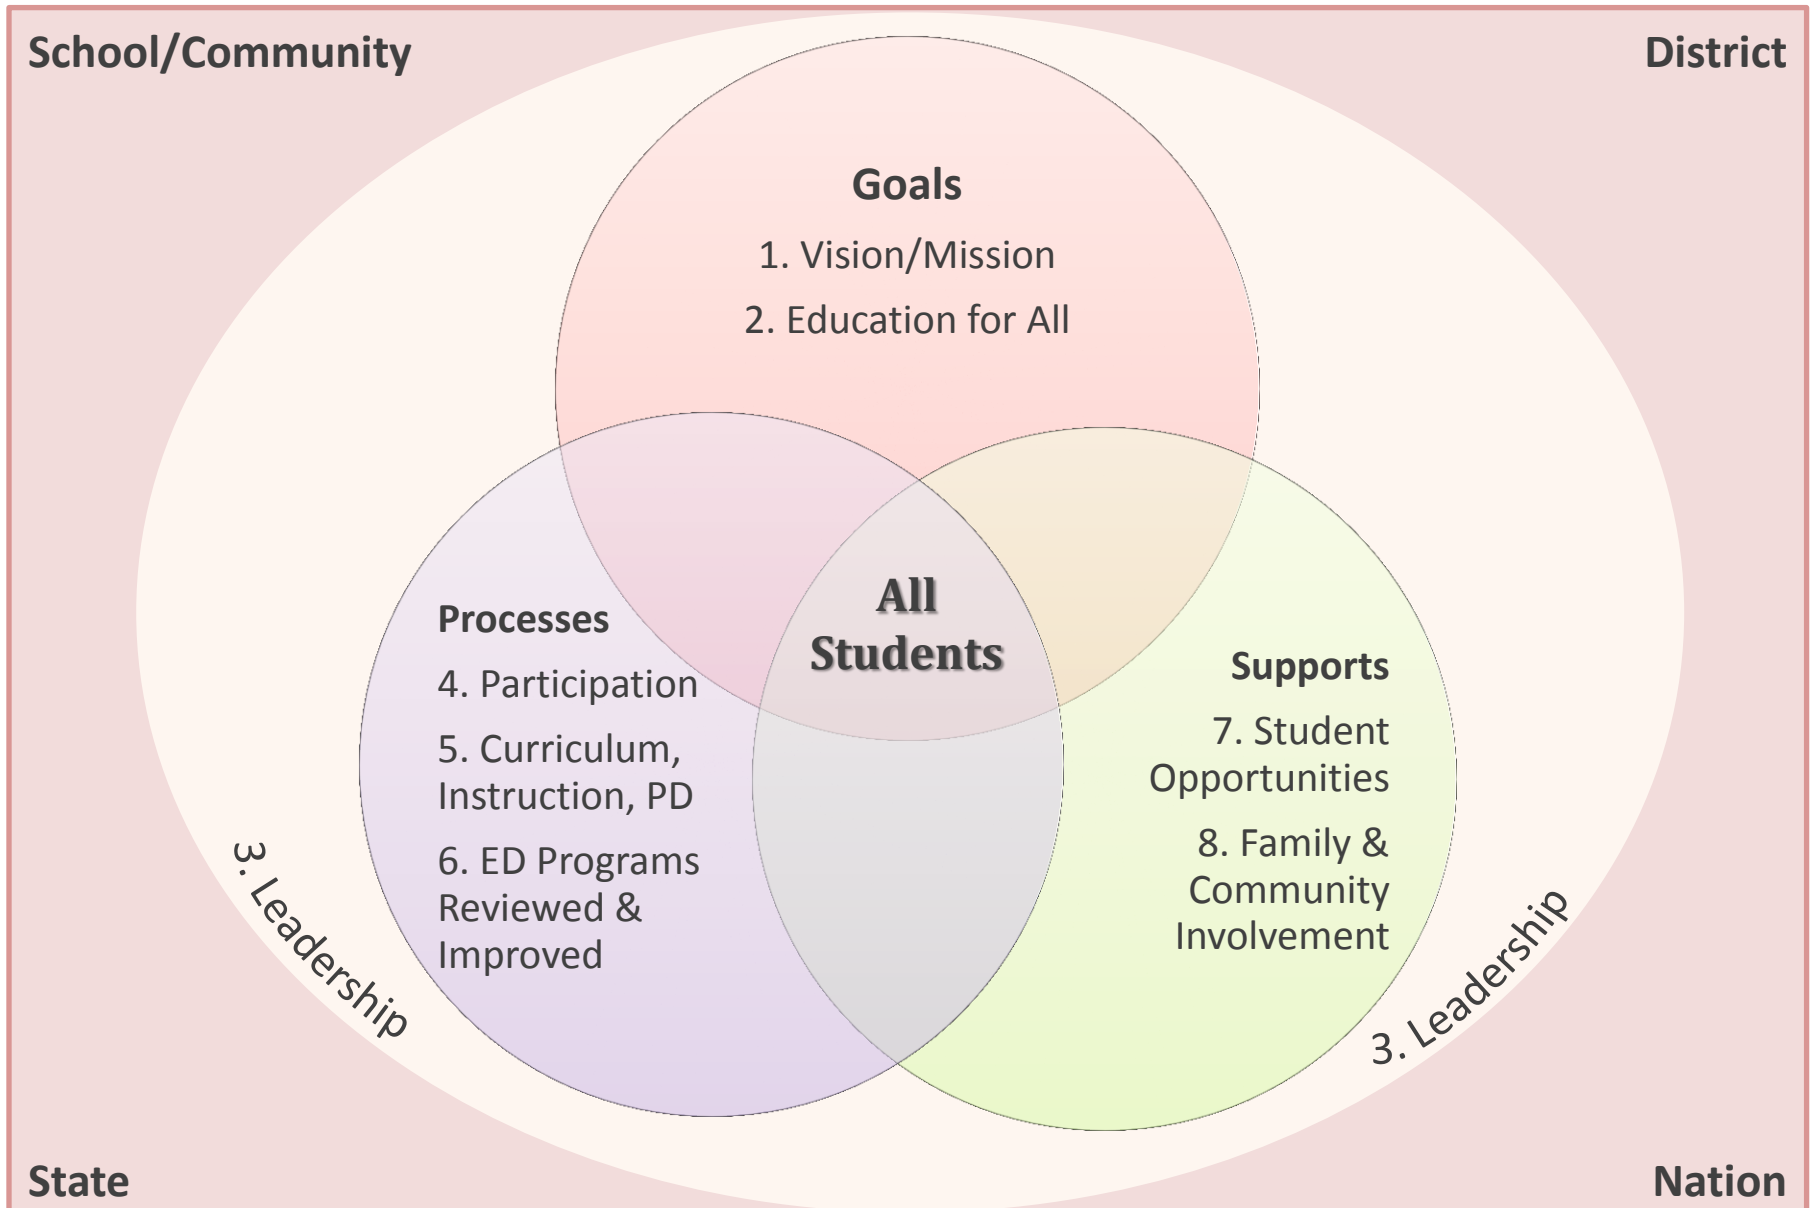 School/Community
District
Goals
1. Vision/Mission
2. Education for All
All
Students
Processes
4. Participation
5. Curriculum,
Instruction, PD
6. ED Programs
Reviewed &
Improved
Supports
7. Student
Opportunities
8. Family &
Community
Involvement
3. Leadership
3. Leadership
State
Nation